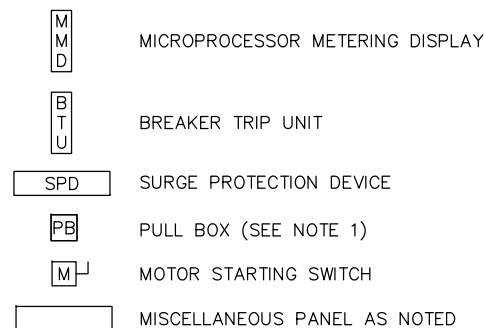 M
M
D
MICROPROCESSOR METERING DISPLAY
B
T
U
BREAKER TRIP UNIT
SPD SURGE PROTECTION DEVICE
PB PULL BOX (SEE NOTE 1)
M MOTOR STARTING SWITCH
MISCELLANEOUS PANEL AS NOTED